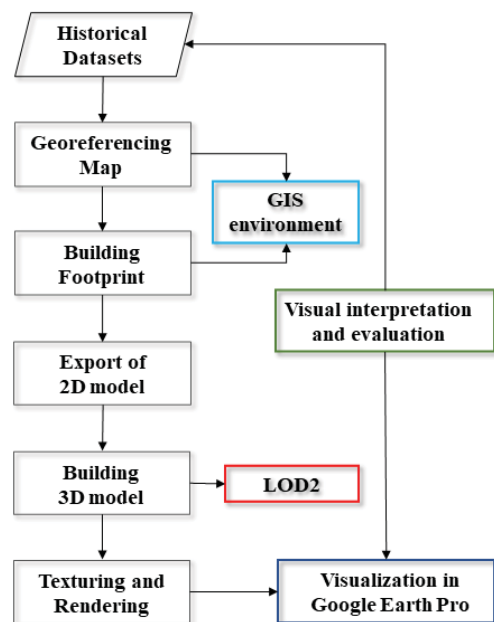 Historical
Datasets
Georeferencing
Map
GIS
environment
Building
Footprint
Visual interpretation
and evaluation
Export of
2D model
Building
3D model
LOD2
Texturing and
Rendering
Visualization in
Google Earth Pro